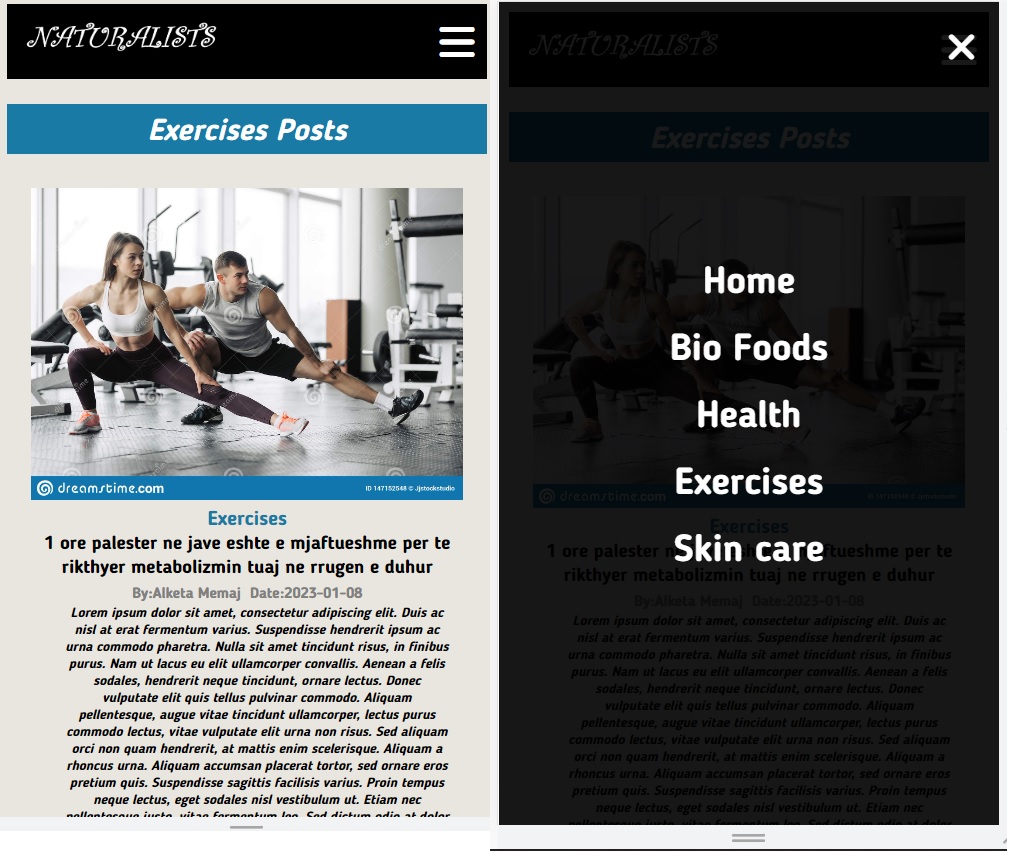 NATURALISTS
Exercises Posts
dreamstime.com
ID 147152548 © Jjstockstudio
Exercises
1 ore palester ne jave eshte e mjaftueshme per te
rikthyer metabolizmin tuaj ne rrugen e duhur
By:Alketa Memaj Date:2023-01-08
Lorem ipsum dolor sit amet, consectetur adipiscing elit. Duis ac
nisl at erat fermentum varius. Suspendisse hendrerit ipsum ac
urna commodo pharetra. Nulla sit amet tincidunt risus, in finibus
purus. Nam ut lacus eu elit ullamcorper convallis. Aenean a felis
sodales, hendrerit neque tincidunt, ornare lectus. Donec
vulputate elit quis tellus pulvinar commodo. Aliquam
pellentesque, augue vitae tincidunt ullamcorper, lectus purus
commodo lectus, vitae vulputate elit urna non risus. Sed aliquam
orci non quam hendrerit, at mattis enim scelerisque. Aliquam a
rhoncus urna. Aliquam accumsan placerat tortor, sed ornare eros
pretium quis. Suspendisse sagittis facilisis varius. Proin tempus
neque lectus, eget sodales nisl vestibulum ut. Etiam nec
pellentesque justo, vitae fermentum leo. Sed dictum odio at dolor
NATURALISTS
Exercises Posts
Home
Bio Foods
Health
Exercises
dreamstime.com
Exercises
Skin care
1 ore palester ftueshme per te
rikthyer metabolizmin tuaj ne rrugen e duhur
By:Alketa Memaj Date:2023-01-08
Lorem ipsum dolor sit amet, consectetur adipiscing elit. Duis ac
nisl at erat fermentum varius. Suspendisse hendrerit ipsum ac
urna commodo pharetra. Nulla sit amet tincidunt risus, in finibus
purus. Nam ut lacus eu elit ullamcorper convallis. Aenean a felis
sodales, hendrerit neque tincidunt, ornare lectus. Donec
vulputate elit quis tellus pulvinar commodo. Aliquam
pellentesque, augue vitae tincidunt ullamcorper, lectus purus
commodo lectus, vitae vulputate elit urna non risus. Sed aliquam
orci non quam hendrerit, at mattis enim scelerisque. Aliquam a
rhoncus urna. Aliquam accumsan placerat tortor, sed ornare eros
pretium quis. Suspendisse sagittis facilisis varius. Proin tempus
neque lectus, eget sodales nisl vestibulum ut. Etiam nec